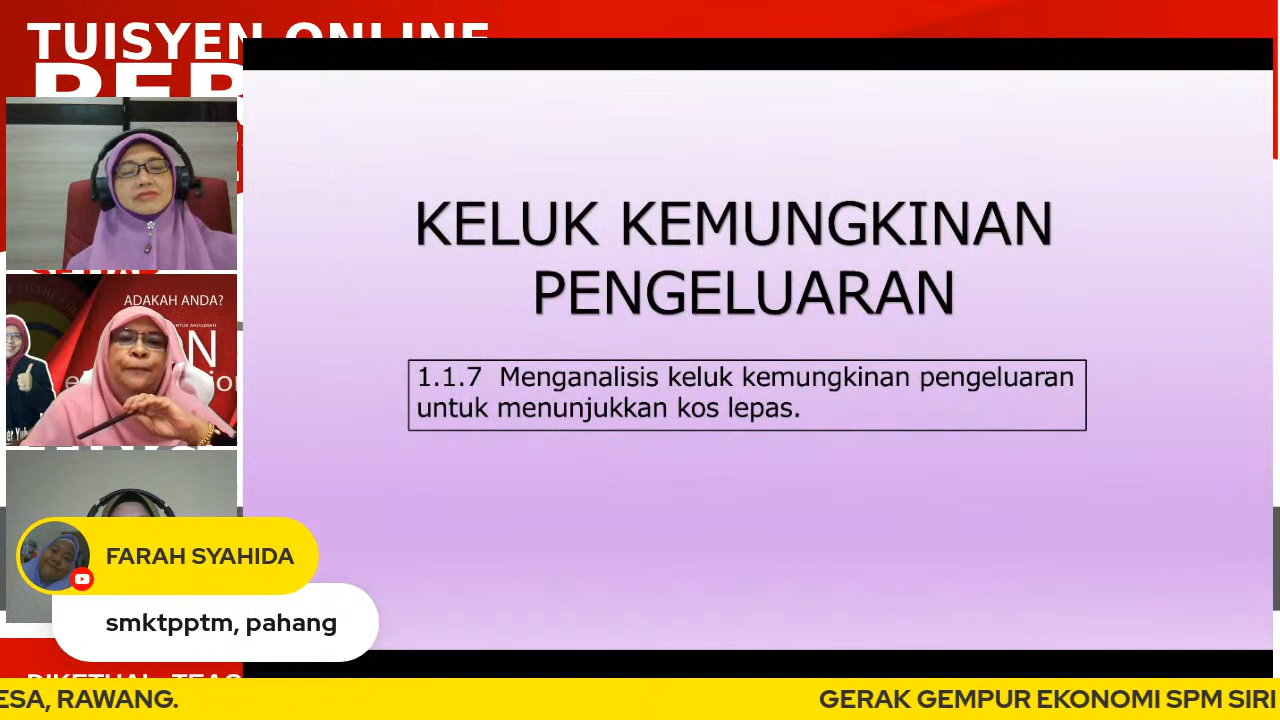 TUISYEN ONLINE
KELUK KEMUNGKINAN
PENGELUARAN
1.1.7 Menganalisis keluk kemungkinan pengeluaran
untuk menunjukkan kos lepas.
ADAKAH ANDA?
FARAH SYAHIDA
smktpptm, pahang
ESA, RAWANG.
GERAK GEMPUR EKONOMI SPM SIRI